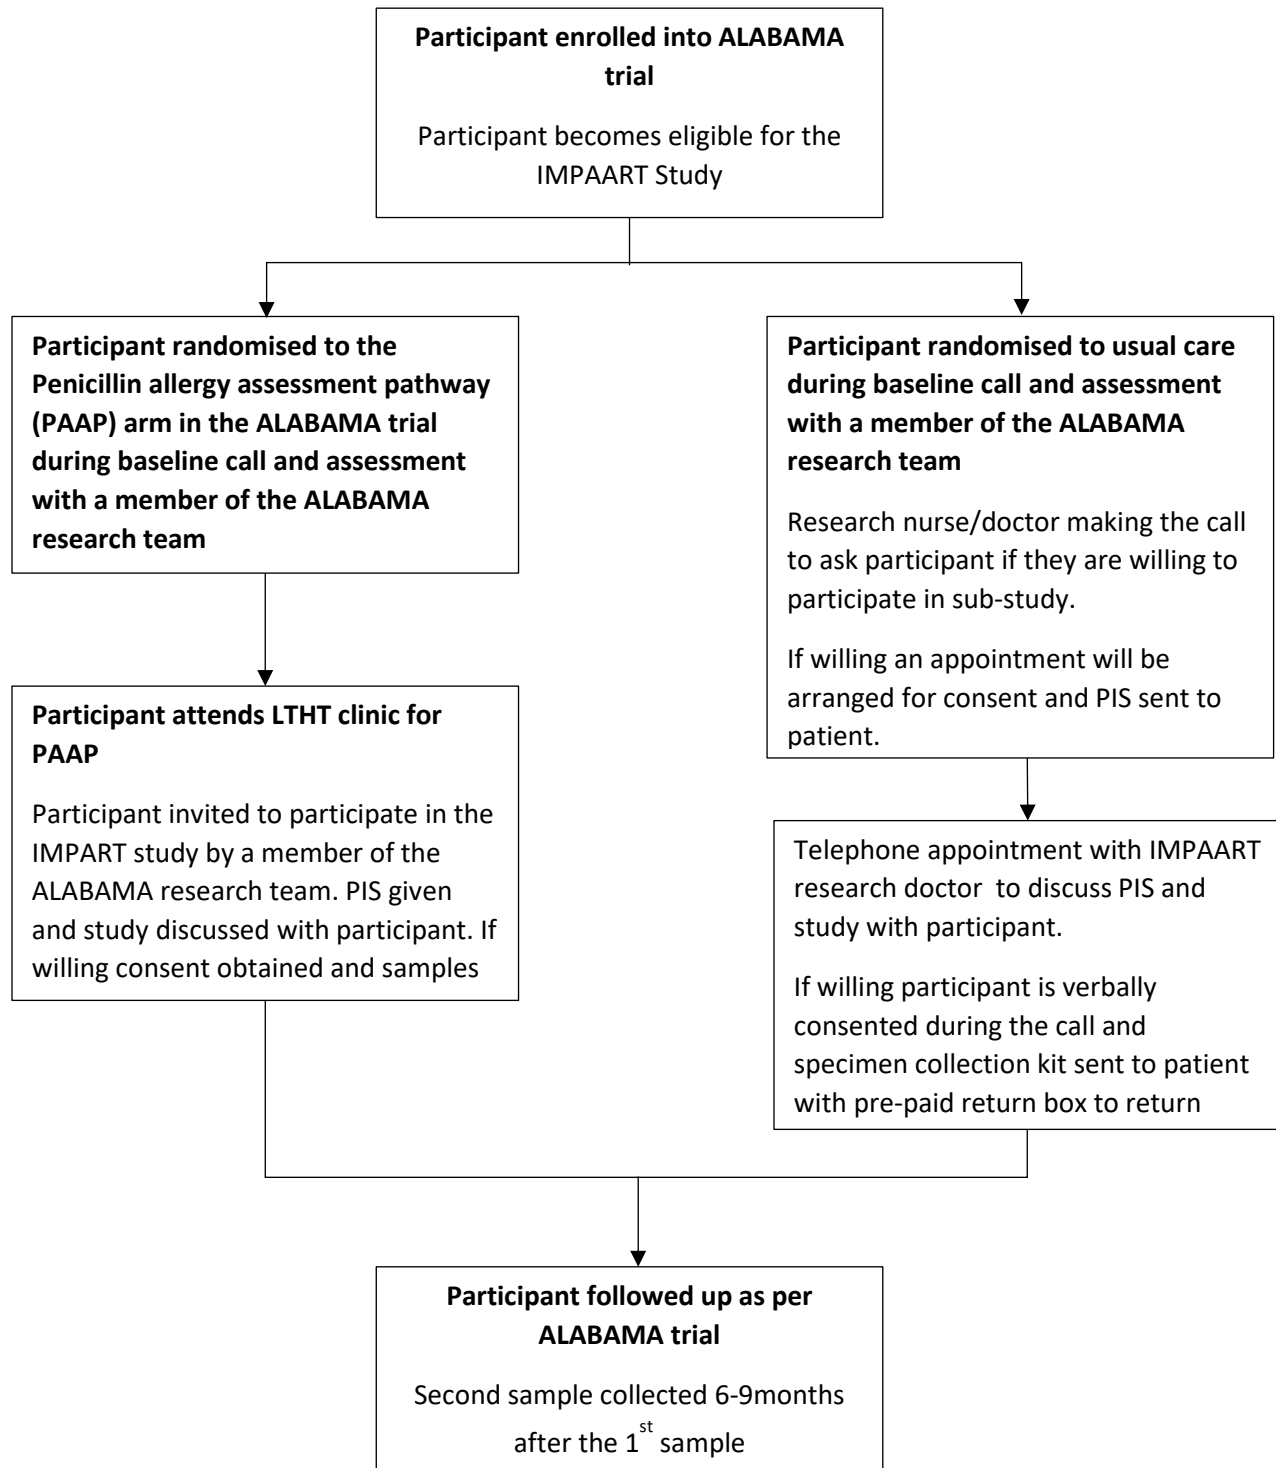 Participant enrolled into ALABAMA
trial
Participant becomes eligible for the
IMPAART Study
Participant randomised to the
Penicillin allergy assessment pathway
(PAAP) arm in the ALABAMA trial
during baseline call and assessment
with a member of the ALABAMA
research team
Participant attends LTHT clinic for
PAAP
Participant invited to participate in the
IMPART study by a member of the
ALABAMA research team. PIS given
and study discussed with participant. If
willing consent obtained and samples
Participant randomised to usual care
during baseline call and assessment
with a member of the ALABAMA
research team
Research nurse/doctor making the call
to ask participant if they are willing to
participate in sub-study.
If willing an appointment will be
arranged for consent and PIS sent to
patient.
Telephone appointment with IMPAART
research doctor to discuss PIS and
study with participant.
If willing participant is verbally
consented during the call and
specimen collection kit sent to patient
with pre-paid return box to return
Participant followed up as per
ALABAMA trial
Second sample collected 6-9months
after the 1st sample